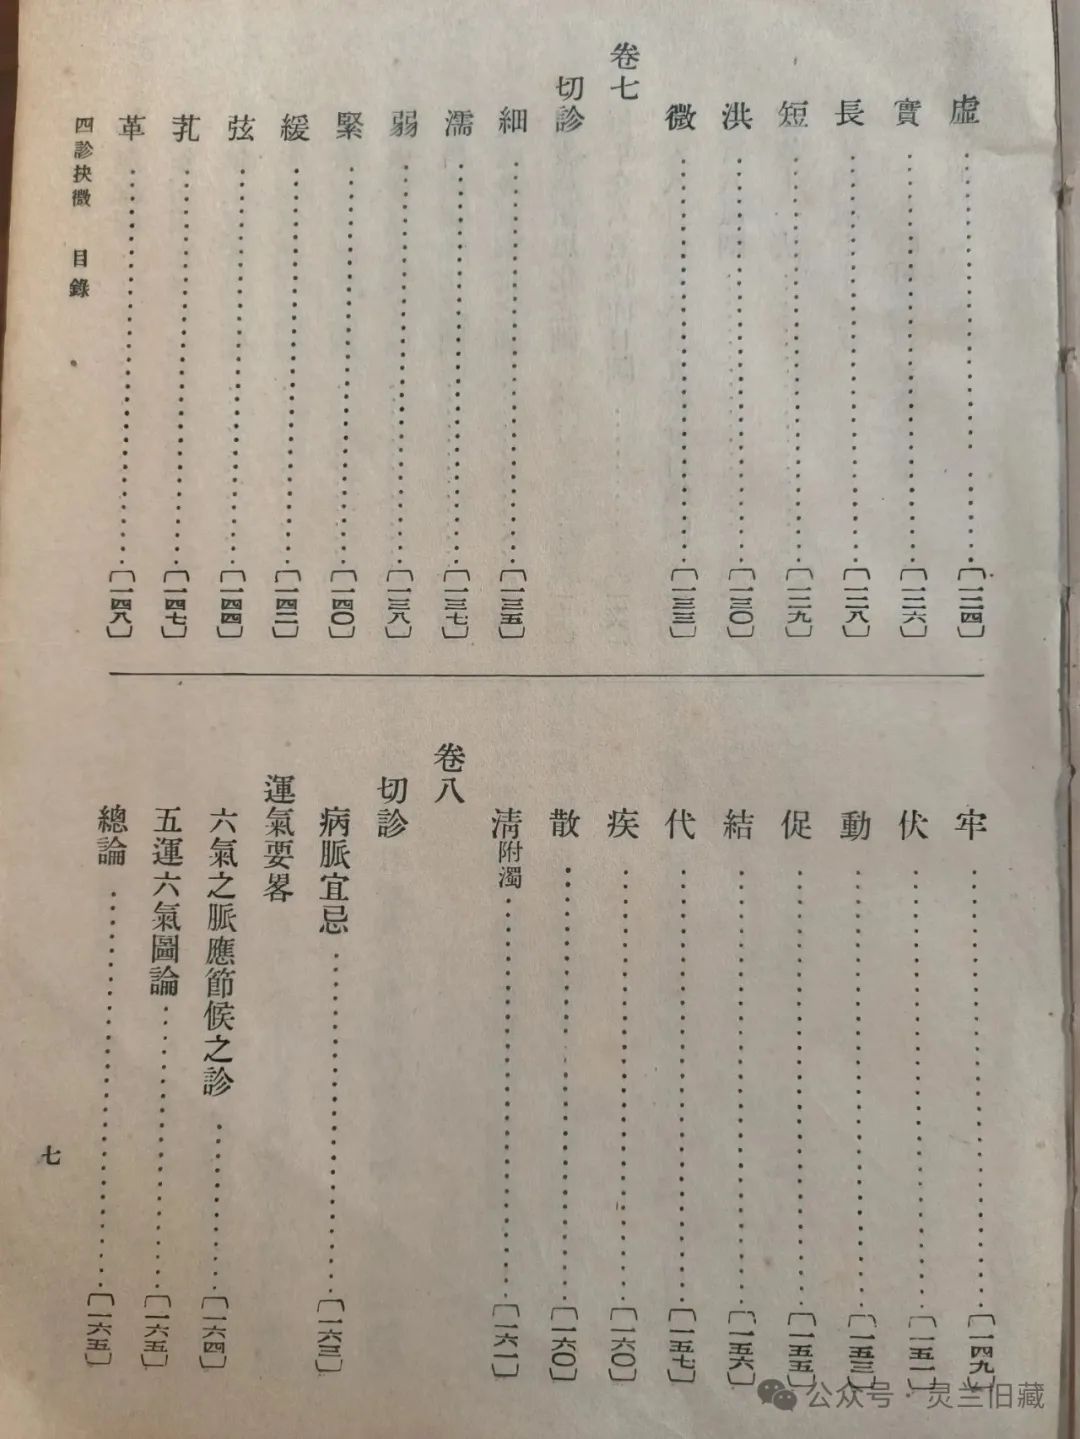 虛〔一二四〕
實〔一二六〕
長〔一二八〕
短〔一二九〕
洪〔一三〇〕
微〔一三三〕
卷七
切診
細〔一三五〕
濡〔一三七〕
弱〔一三八〕
緊〔一四〇〕
緩〔一四二〕
弦〔一四四〕
芤〔一四七〕
革〔一四八〕
牢〔一四九〕
伏〔一五一〕
動〔一五三〕
促〔一五五〕
結〔一五六〕
代〔一五七〕
疾〔一六〇〕
散〔一六〇〕
淸附濁〔一六一〕
卷八
切診
病脈宜忌〔一六三〕
運氣要畧
六氣之脈應節候之診〔一六四〕
五運六氣圖論〔一六五〕
總論〔一六五〕
四診抉微 目錄
七
公众号·灵兰旧藏